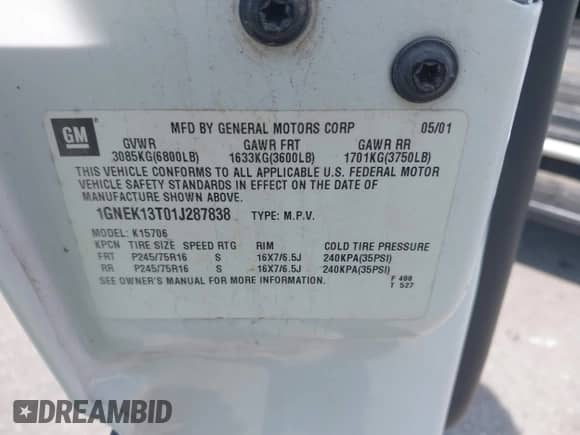 GM
MFD BY GENERAL MOTORS CORP 05/01
GVWR GAWR FRT GAWR RR
3085KG(6800LB) 1633KG(3600LB) 1701KG(3750LB)
THIS VEHICLE CONFORMS TO ALL APPLICABLE U.S. FEDERAL MOTOR
VEHICLE SAFETY STANDARDS IN EFFECT ON THE DATE OF
MANUFACTURE SHOWN ABOVE.
1GNEK13T01J287838 TYPE: M.P.V.
MODEL: K15706
KPCN TIRE SIZE SPEED RTG RIM COLD TIRE PRESSURE
FRT P245/75R16 S 16X7/6.5J 240KPA(35PSI)
RR P245/75R16 S 16X7/6.5J 240KPA(35PSI)
SEE OWNER'S MANUAL FOR MORE INFORMATION.
F 498
T 527
DREAMBID